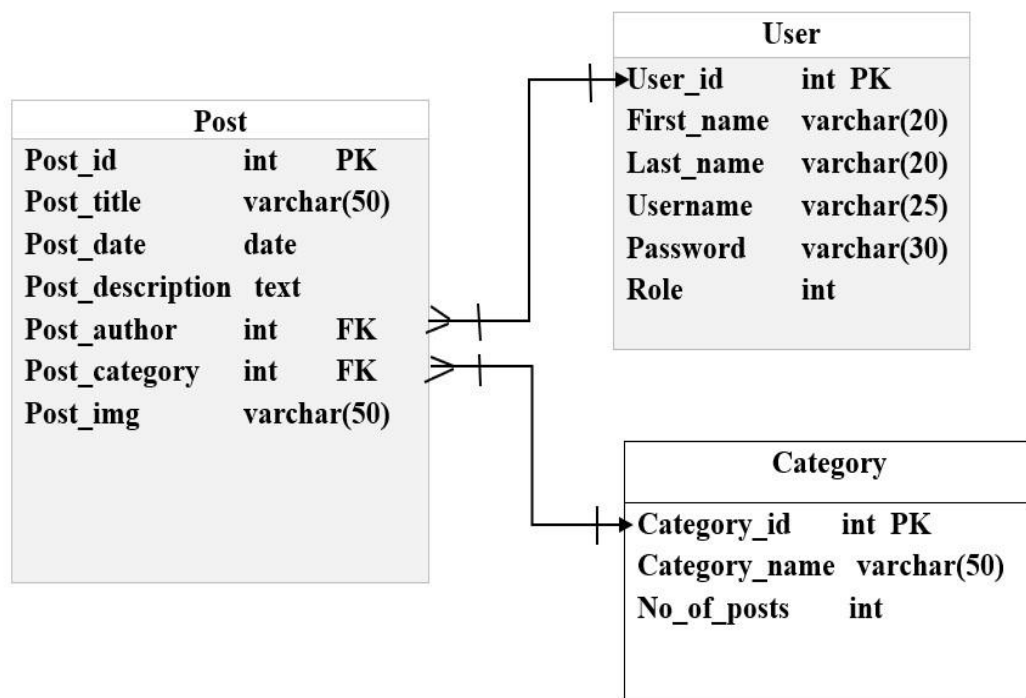 Post
Post_id int PK
Post_title varchar(50)
Post_date date
Post_description text
Post_author int FK
Post_category int FK
Post_img varchar(50)
User
User_id int PK
First_name varchar(20)
Last_name varchar(20)
Username varchar(25)
Password varchar(30)
Role int
Category
Category_id int PK
Category_name varchar(50)
No_of_posts int